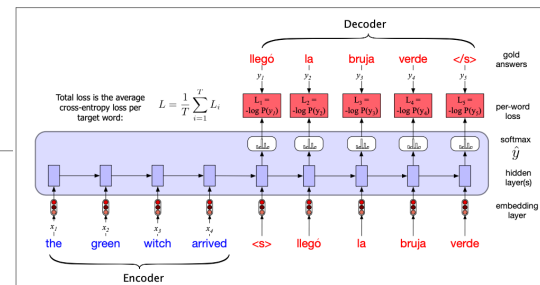 Decoder
llegó la bruja verde </s> gold answers
y1 y2 y3 y4 y5
Total loss is the average cross-entropy loss per target word:
L = 1/T ∑ i=1 T Li
L1 = -log P(y1) L2 = -log P(y2) L3 = -log P(y3) L4 = -log P(y4) L5 = -log P(y5) per-word loss
softmax
ŷ
hidden layer(s)
embedding layer
x1 x2 x3 x4
the green witch arrived <s> llegó la bruja verde
Encoder